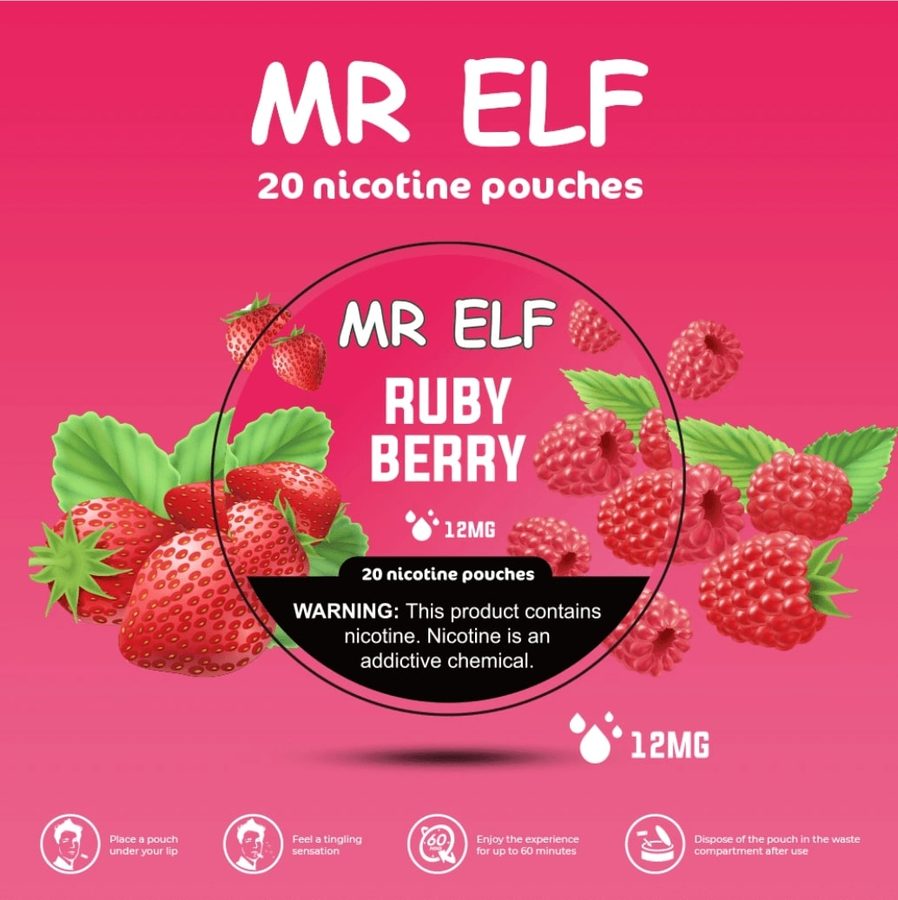 MR ELF
20 nicotine pouches
MR ELF
RUBY
BERRY
12MG
20 nicotine pouches
WARNING: This product contains
nicotine. Nicotine is an
addictive chemical.
12MG
Place a pouch
under your lip
Feel a tingling
sensation
60
MINS
Enjoy the experience
for up to 60 minutes
Dispose of the pouch in the waste
compartment after use